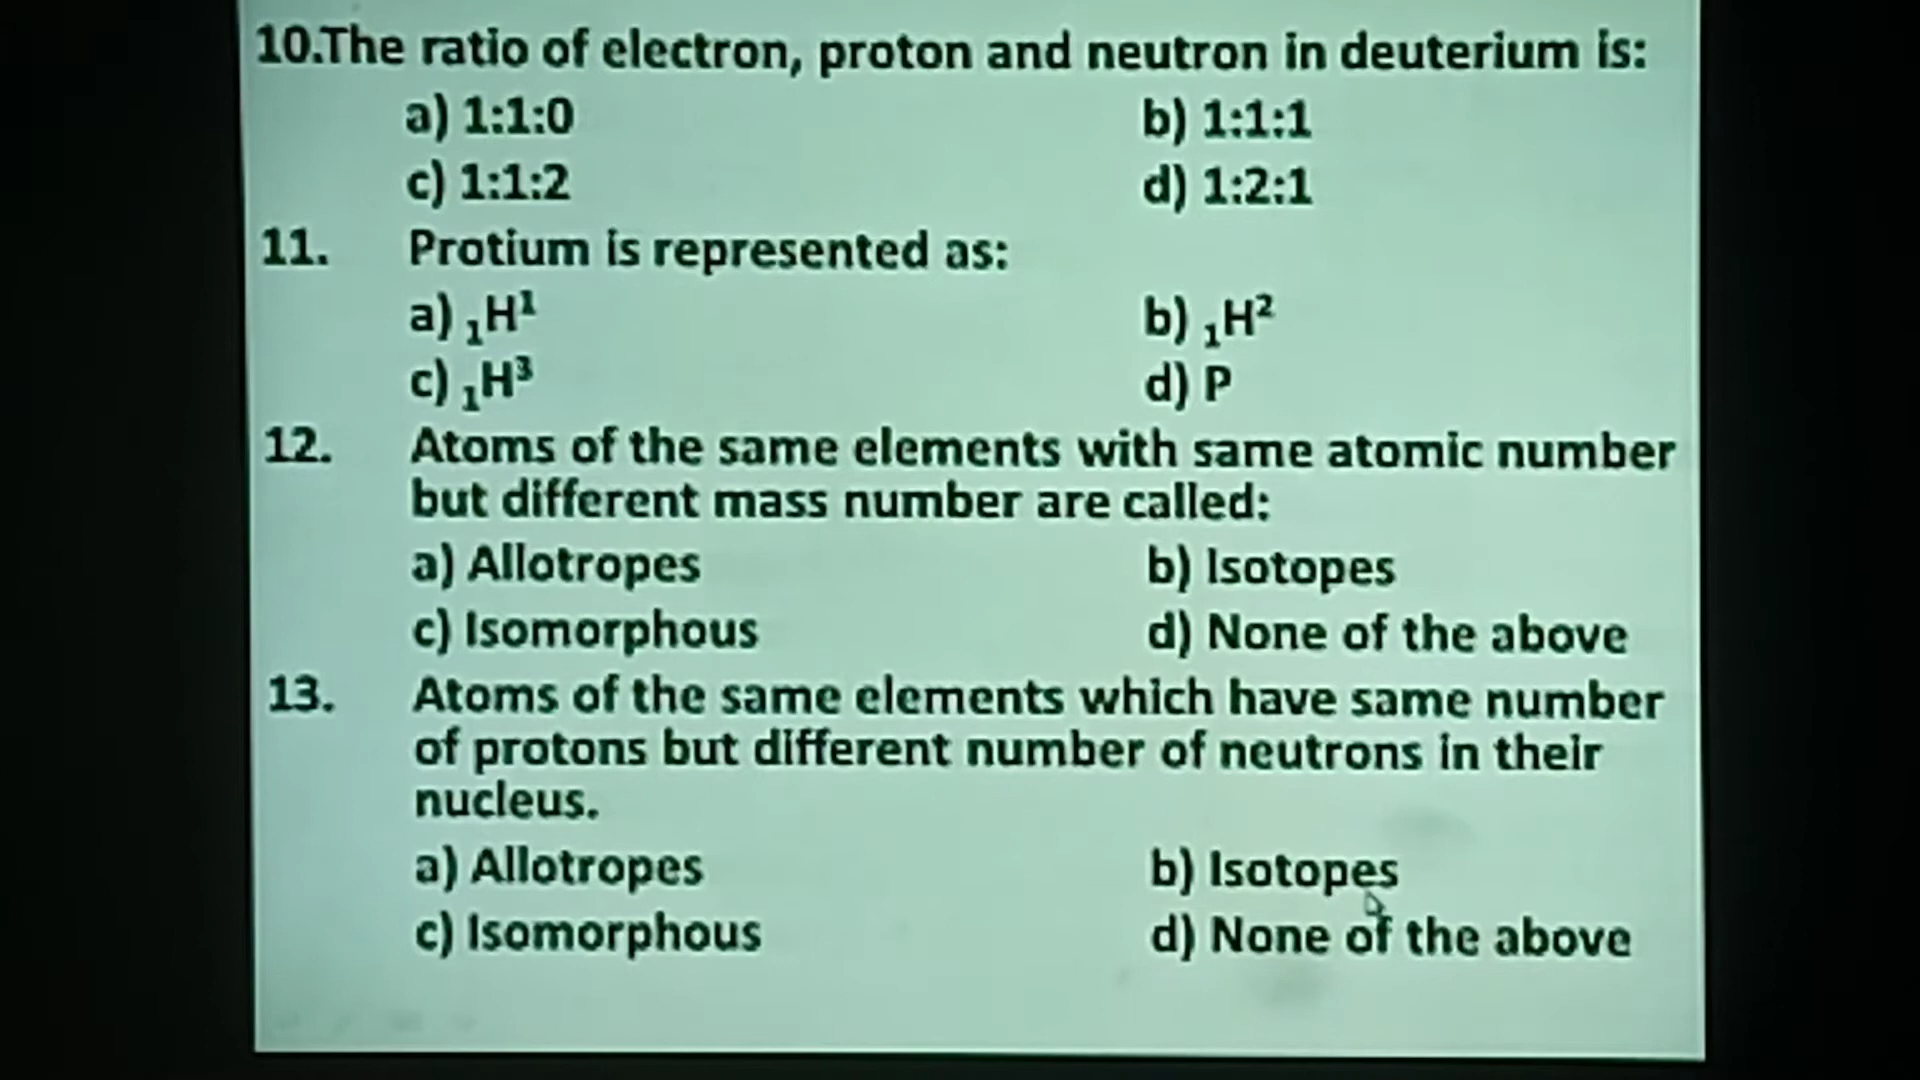 10.The ratio of electron, proton and neutron in deuterium is:
a) 1:1:0 b) 1:1:1
c) 1:1:2 d) 1:2:1
11. Protium is represented as:
a) ₁H¹ b) ₁H²
c) ₁H³ d) P
12. Atoms of the same elements with same atomic number
but different mass number are called:
a) Allotropes b) Isotopes
c) Isomorphous d) None of the above
13. Atoms of the same elements which have same number
of protons but different number of neutrons in their
nucleus.
a) Allotropes b) Isotopes
c) Isomorphous d) None of the above